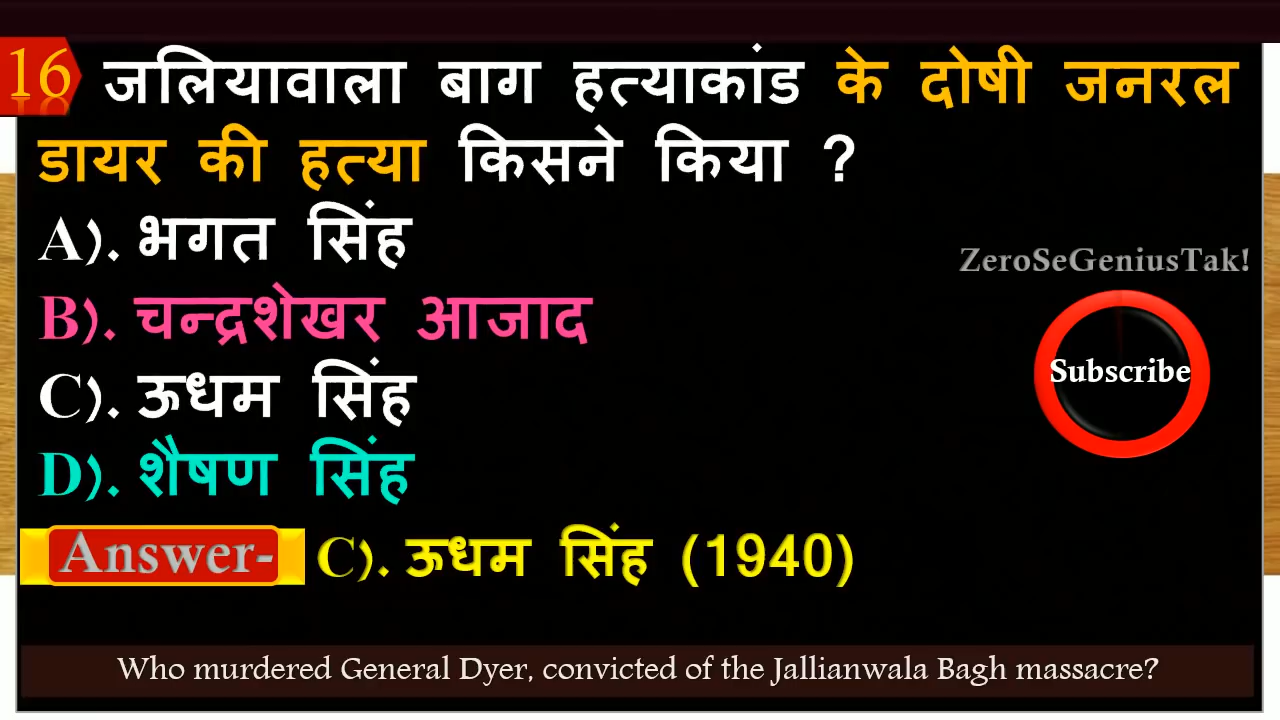 16 जलियावाला बाग हत्याकांड के दोषी जनरल
डायर की हत्या किसने किया ?
A). भगत सिंह
ZeroSeGeniusTak!
B). चन्द्रशेखर आजाद
Subscribe
C). ऊधम सिंह
D). शैषण सिंह
Answer- C). ऊधम सिंह (1940)
Who murdered General Dyer, convicted of the Jallianwala Bagh massacre?